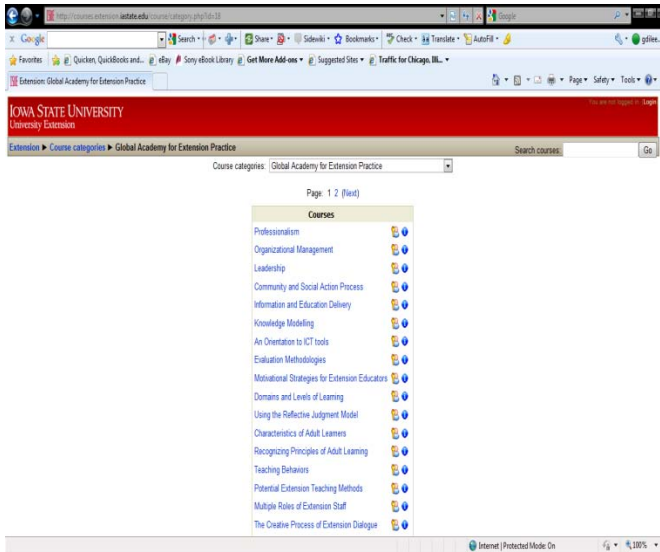 http://courses.extension.iastate.edu/course/category.php?id=38
Google
x Google Search Share Sidewiki Bookmarks Check Translate AutoFill gdilee
Favorites Quicken, QuickBooks and... eBay Sony eBook Library Get More Add-ons Suggested Sites Traffic for Chicago, Illi...
Extension: Global Academy for Extension Practice Page Safety Tools
IOWA STATE UNIVERSITY
University Extension
You are not logged in. (Login)
Extension ► Course categories ► Global Academy for Extension Practice Search courses: Go
Course categories: Global Academy for Extension Practice
Page: 1 2 (Next)
Courses
Professionalism
Organizational Management
Leadership
Community and Social Action Process
Information and Education Delivery
Knowledge Modelling
An Orientation to ICT tools
Evaluation Methodologies
Motivational Strategies for Extension Educators
Domains and Levels of Learning
Using the Reflective Judgment Model
Characteristics of Adult Learners
Recognizing Principles of Adult Learning
Teaching Behaviors
Potential Extension Teaching Methods
Multiple Roles of Extension Staff
The Creative Process of Extension Dialogue
Internet | Protected Mode: On 100%